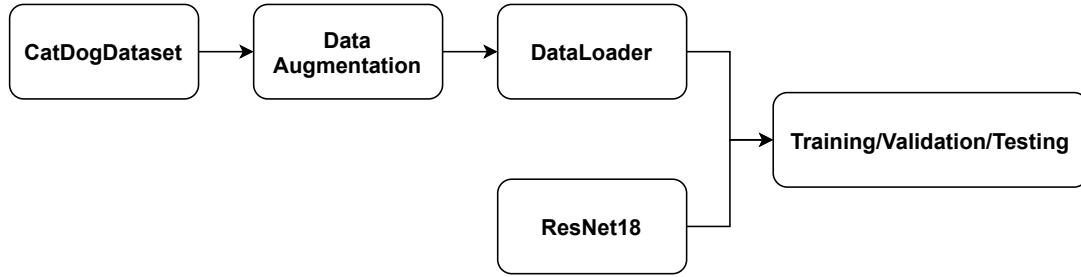 CatDogDataset
Data
Augmentation
DataLoader
Training/Validation/Testing
ResNet18